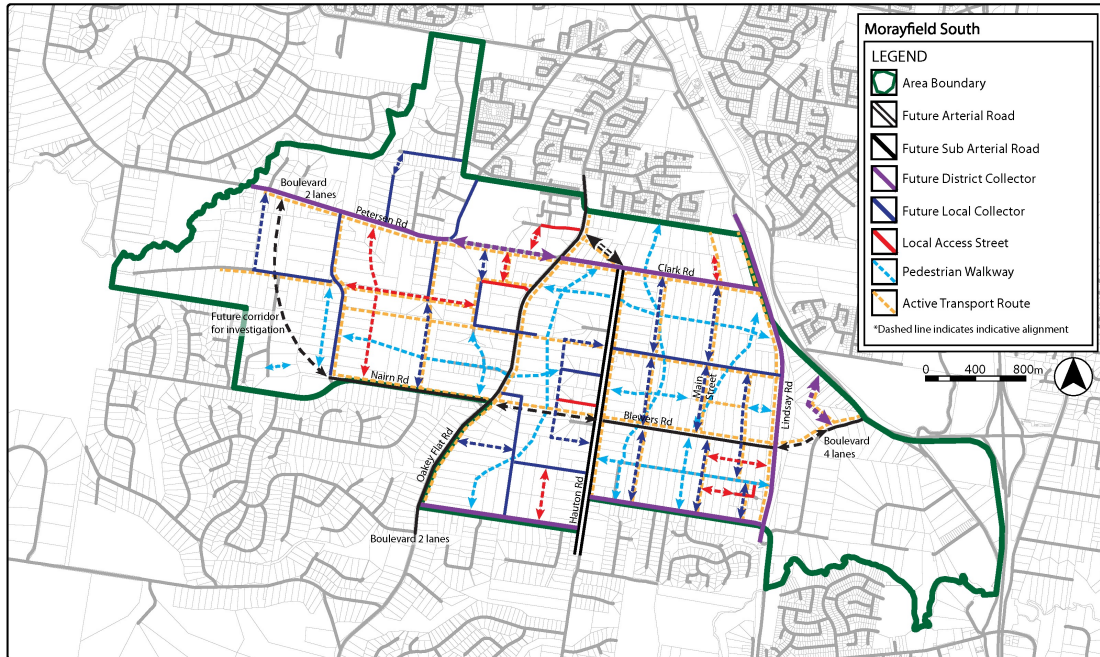 Morayfield South
LEGEND
Area Boundary
Future Arterial Road
Future Sub Arterial Road
Future District Collector
Future Local Collector
Local Access Street
Pedestrian Walkway
Active Transport Route
*Dashed line indicates indicative alignment
0 400 800m
Boulevard
2 lanes
Peterson Rd
Clark Rd
Future corridor
for investigation
Nairn Rd
Main
Street
Lindsay Rd
Blewers Rd
Boulevard
4 lanes
Oakey Flat Rd
Hauton Rd
Boulevard 2 lanes